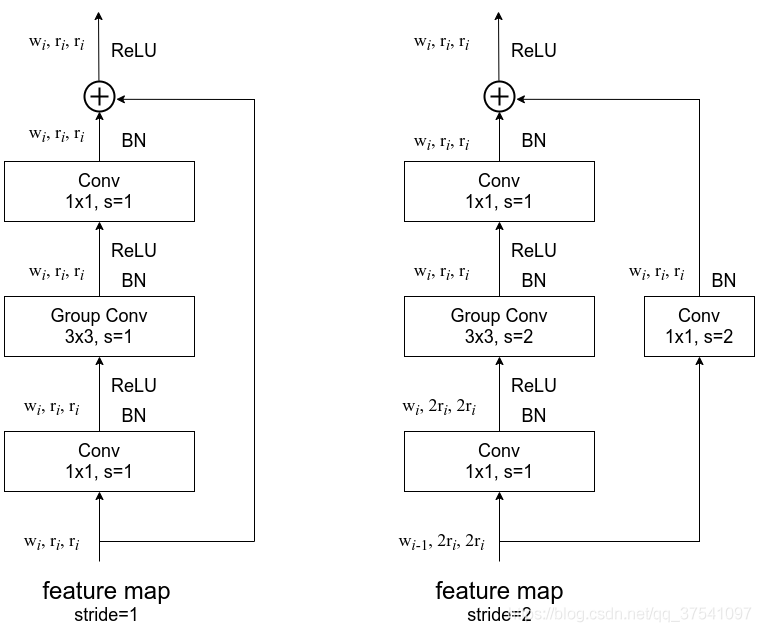 w_i, r_i, r_i
ReLU
w_i, r_i, r_i
BN
Conv
1x1, s=1
ReLU
w_i, r_i, r_i
BN
Group Conv
3x3, s=1
ReLU
w_i, r_i, r_i
BN
Conv
1x1, s=1
w_i, r_i, r_i
feature map
stride=1
w_i, r_i, r_i
ReLU
w_i, r_i, r_i
BN
Conv
1x1, s=1
ReLU
w_i, r_i, r_i
BN
Group Conv
3x3, s=2
ReLU
w_i, 2r_i, 2r_i
BN
Conv
1x1, s=1
w_{i-1}, 2r_i, 2r_i
w_i, r_i, r_i
BN
Conv
1x1, s=2
feature map
stride=2
https://blog.csdn.net/qq_37541097